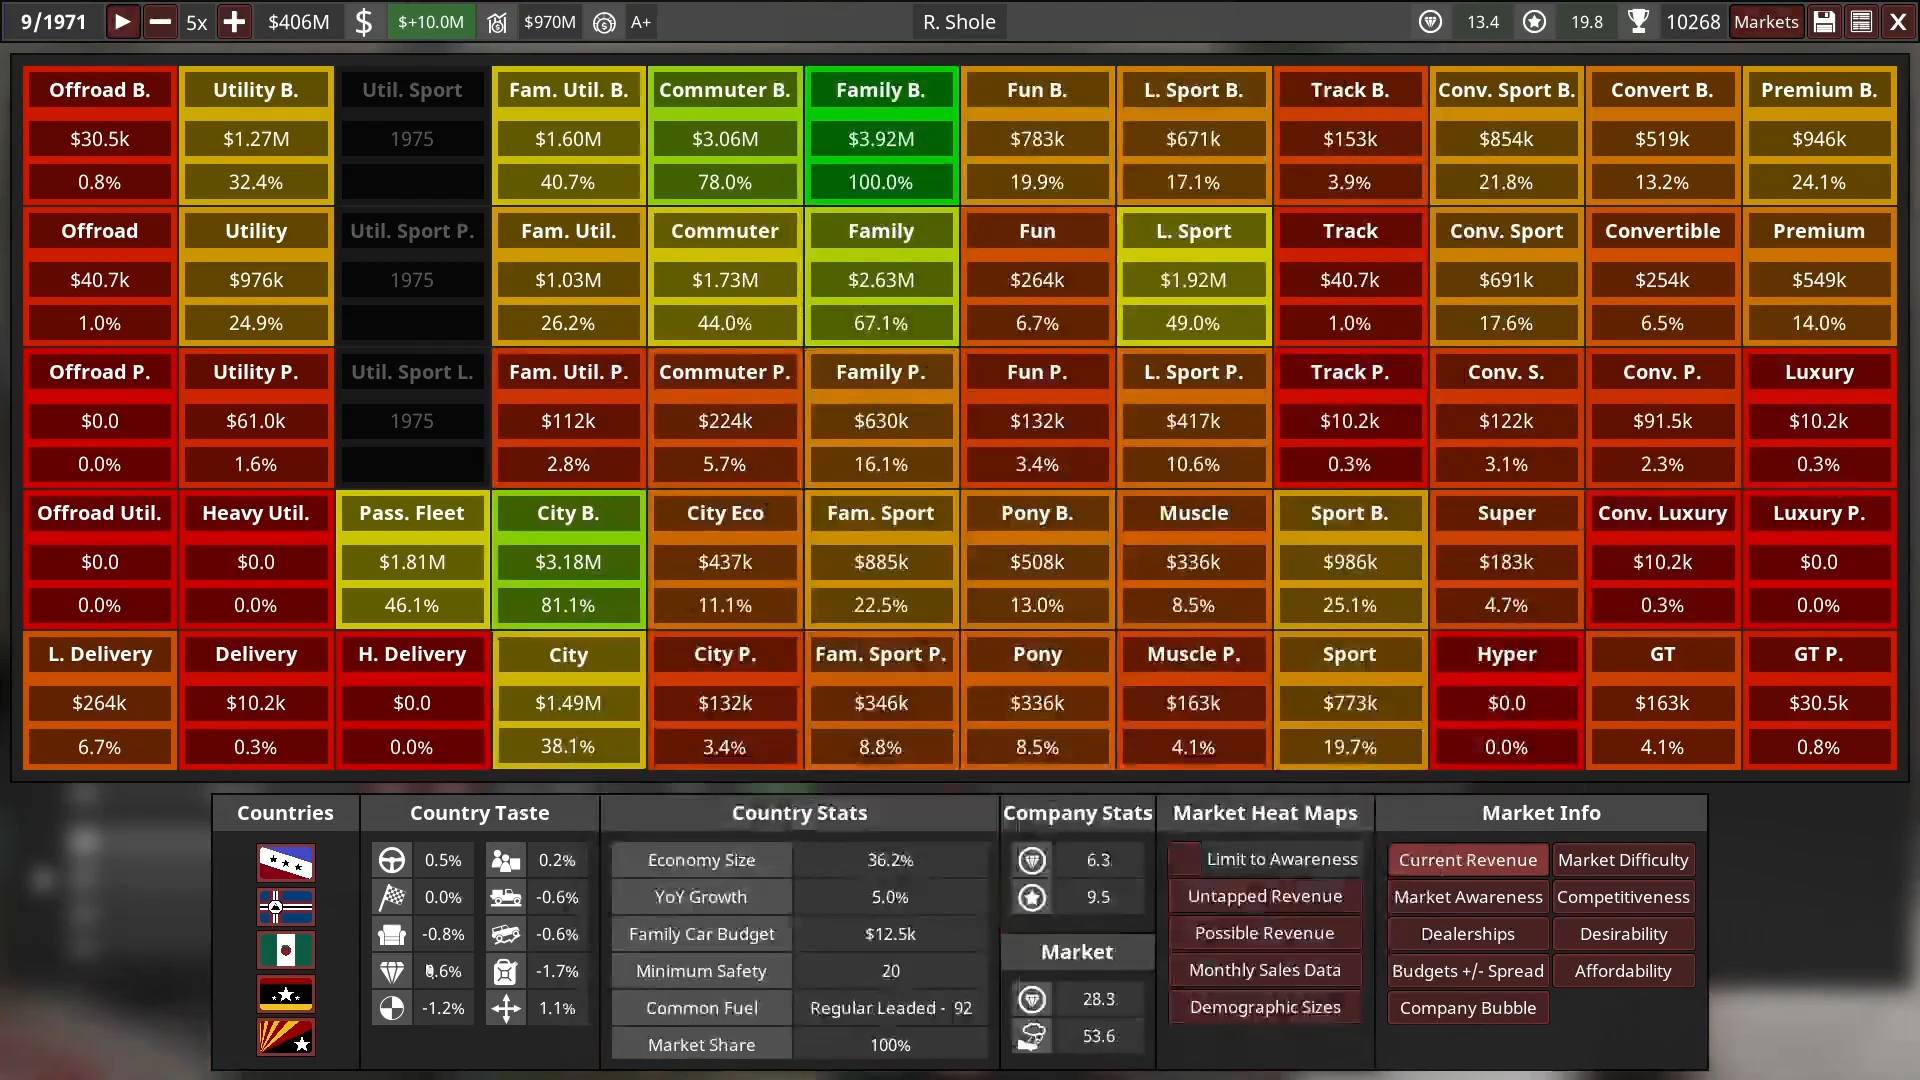 9/1971 5x $406M $+10.0M $970M A+ R. Shole 13.4 19.8 10268 Markets
Offroad B. Utility B. Util. Sport Fam. Util. B. Commuter B. Family B. Fun B. L. Sport B. Track B. Conv. Sport B. Convert B. Premium B.
$30.5k $1.27M 1975 $1.60M $3.06M $3.92M $783k $671k $153k $854k $519k $946k
0.8% 32.4% 40.7% 78.0% 100.0% 19.9% 17.1% 3.9% 21.8% 13.2% 24.1%
Offroad Utility Util. Sport P. Fam. Util. Commuter Family Fun L. Sport Track Conv. Sport Convertible Premium
$40.7k $976k 1975 $1.03M $1.73M $2.63M $264k $1.92M $40.7k $691k $254k $549k
1.0% 24.9% 26.2% 44.0% 67.1% 6.7% 49.0% 1.0% 17.6% 6.5% 14.0%
Offroad P. Utility P. Util. Sport L. Fam. Util. P. Commuter P. Family P. Fun P. L. Sport P. Track P. Conv. S. Conv. P. Luxury
$0.0 $61.0k 1975 $112k $224k $630k $132k $417k $10.2k $122k $91.5k $10.2k
0.0% 1.6% 2.8% 5.7% 16.1% 3.4% 10.6% 0.3% 3.1% 2.3% 0.3%
Offroad Util. Heavy Util. Pass. Fleet City B. City Eco Fam. Sport Pony B. Muscle Sport B. Super Conv. Luxury Luxury P.
$0.0 $0.0 $1.81M $3.18M $437k $885k $508k $336k $986k $183k $10.2k $0.0
0.0% 0.0% 46.1% 81.1% 11.1% 22.5% 13.0% 8.5% 25.1% 4.7% 0.3% 0.0%
L. Delivery Delivery H. Delivery City City P. Fam. Sport P. Pony Muscle P. Sport Hyper GT GT P.
$264k $10.2k $0.0 $1.49M $132k $346k $336k $163k $773k $0.0 $163k $30.5k
6.7% 0.3% 0.0% 38.1% 3.4% 8.8% 8.5% 4.1% 19.7% 0.0% 4.1% 0.8%
Countries Country Taste Country Stats Company Stats Market Heat Maps Market Info
0.5% 0.2% Economy Size 36.2% 6.3 Limit to Awareness Current Revenue Market Difficulty
0.0% -0.6% YoY Growth 5.0% 9.5 Untapped Revenue Market Awareness Competitiveness
-0.8% -0.6% Family Car Budget $12.5k Market Possible Revenue Dealerships Desirability
0.6% -1.7% Minimum Safety 20 28.3 Monthly Sales Data Budgets +/- Spread Affordability
-1.2% 1.1% Common Fuel Regular Leaded - 92 53.6 Demographic Sizes Company Bubble
Market Share 100%